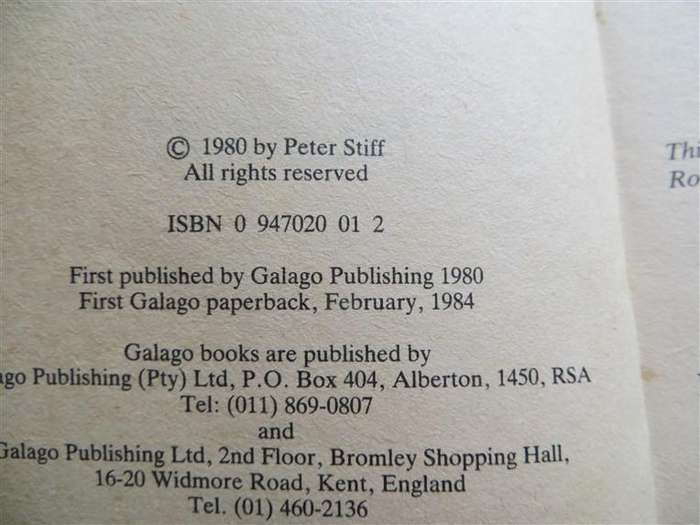 © 1980 by Peter Stiff
All rights reserved
ISBN 0 947020 01 2
First published by Galago Publishing 1980
First Galago paperback, February, 1984
Galago books are published by
Publishing (Pty) Ltd, P.O. Box 404, Alberton, 1450, RSA
Tel: (011) 869-0807
and
Galago Publishing Ltd, 2nd Floor, Bromley Shopping Hall,
16-20 Widmore Road, Kent, England
Tel. (01) 460-2136